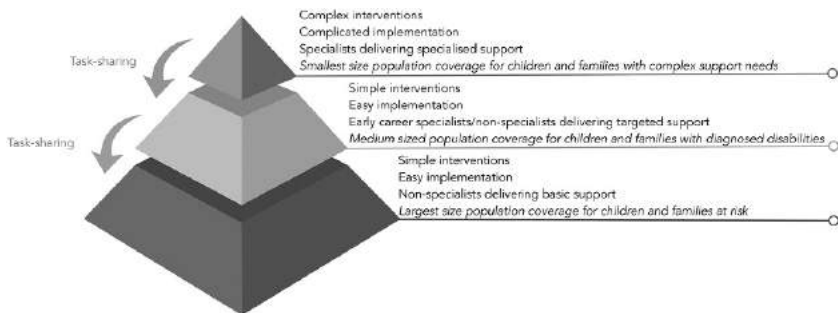 Complex interventions
Complicated implementation
Specialists delivering specialised support
Smallest size population coverage for children and families with complex support needs
Task-sharing
Simple interventions
Easy implementation
Early career specialists/non-specialists delivering targeted support
Medium sized population coverage for children and families with diagnosed disabilities
Task-sharing
Simple interventions
Easy implementation
Non-specialists delivering basic support
Largest size population coverage for children and families at risk